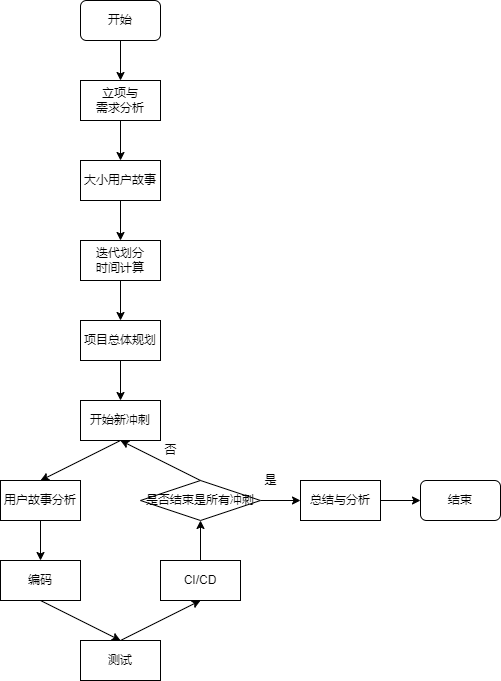 开始
立项与
需求分析
大小用户故事
迭代划分
时间计算
项目总体规划
开始新冲刺
否
是
用户故事分析
是否结束是所有冲刺
总结与分析
结束
编码
CI/CD
测试